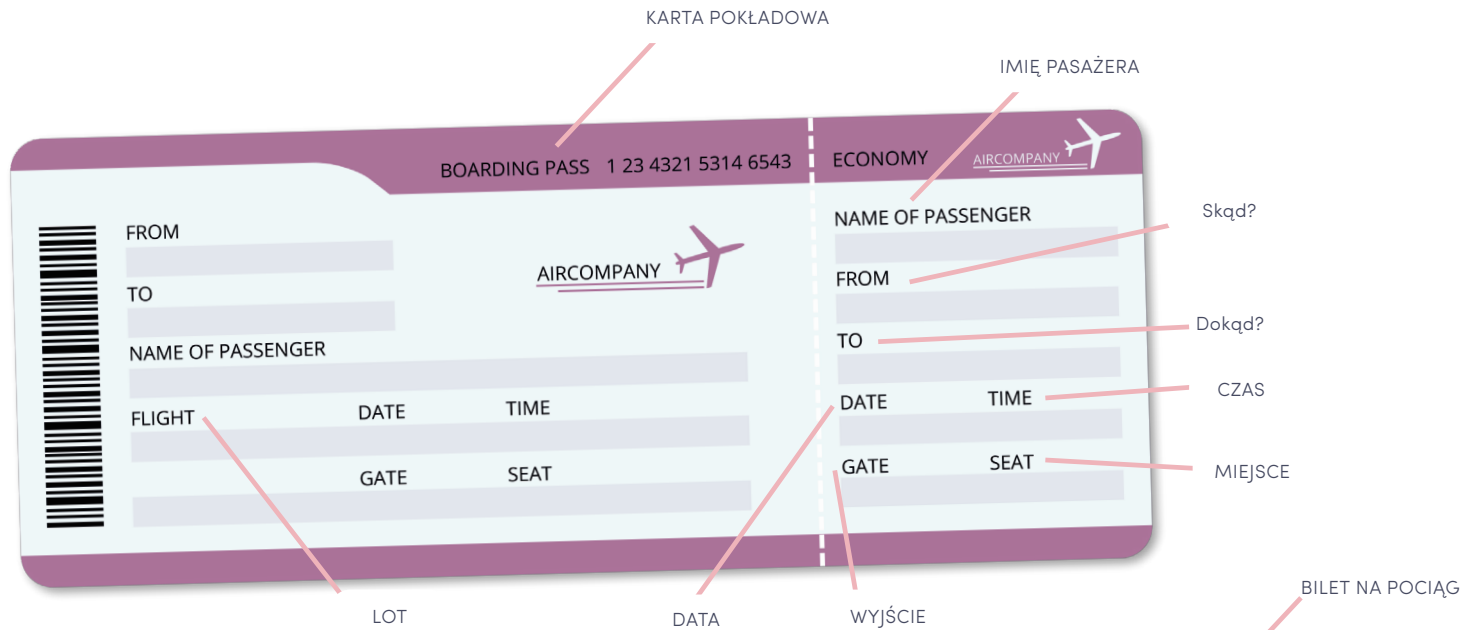 KARTA POKŁADOWA
IMIĘ PASAŻERA
BOARDING PASS 1 23 4321 5314 6543
ECONOMY
AIRCOMPANY
FROM
TO
NAME OF PASSENGER
FLIGHT DATE TIME
GATE SEAT
AIRCOMPANY
NAME OF PASSENGER
FROM
TO
DATE TIME
GATE SEAT
Skąd?
Dokąd?
CZAS
MIEJSCE
LOT
DATA
WYJŚCIE
BILET NA POCIĄG